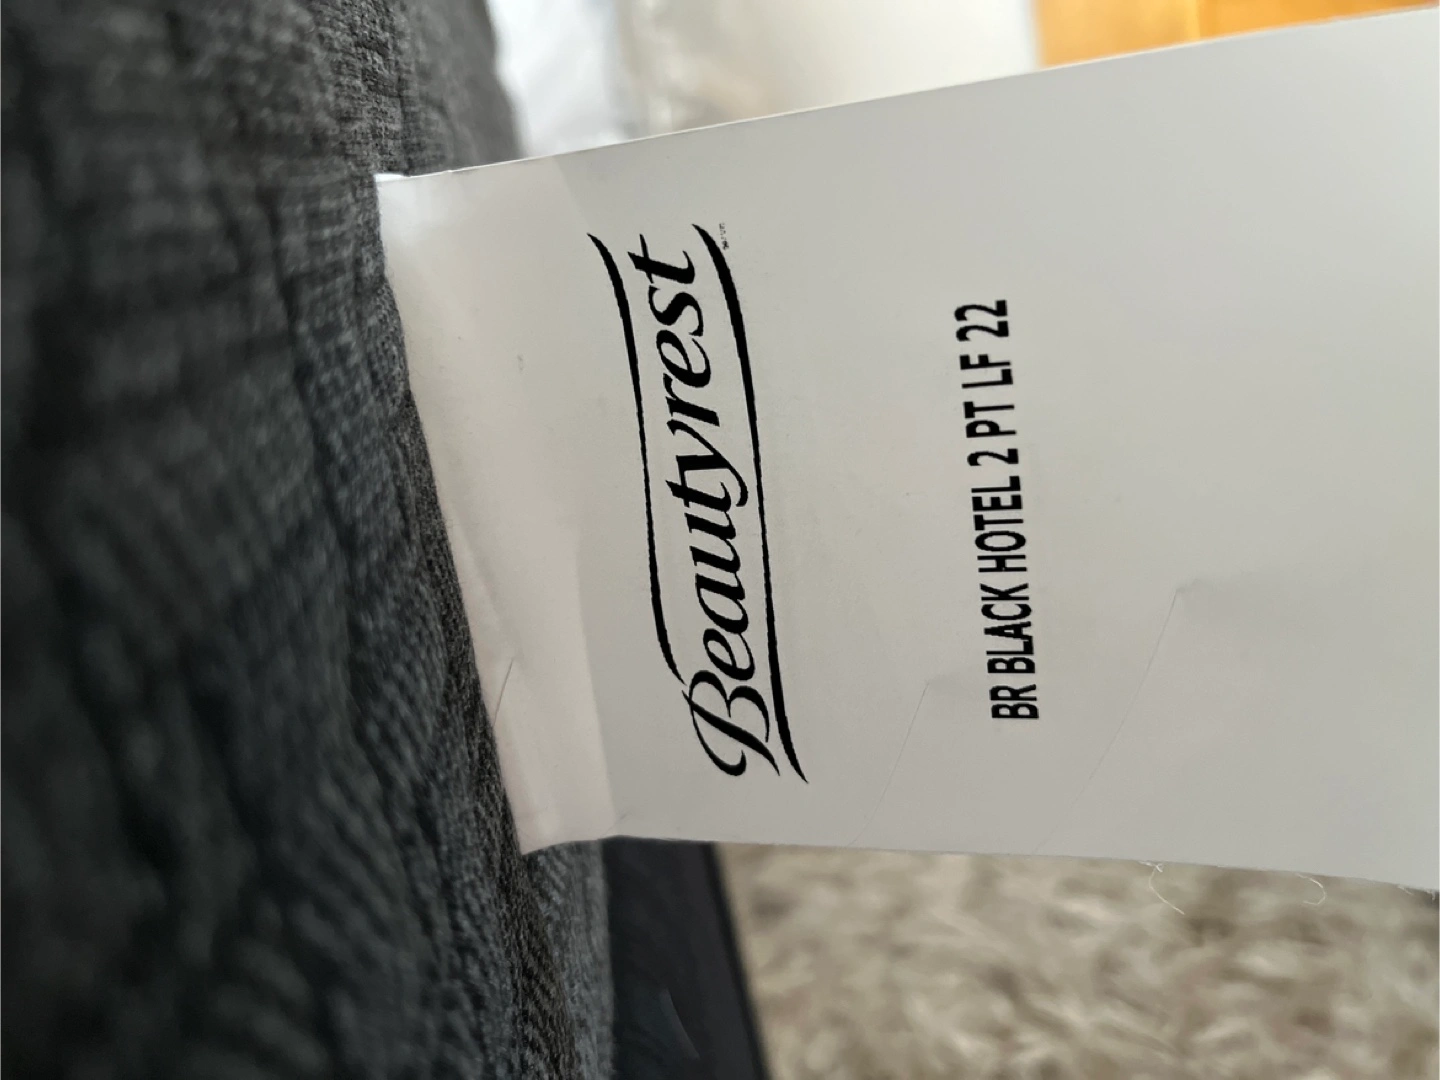 Beautyrest
BR BLACK HOTEL 2 PT LF 22